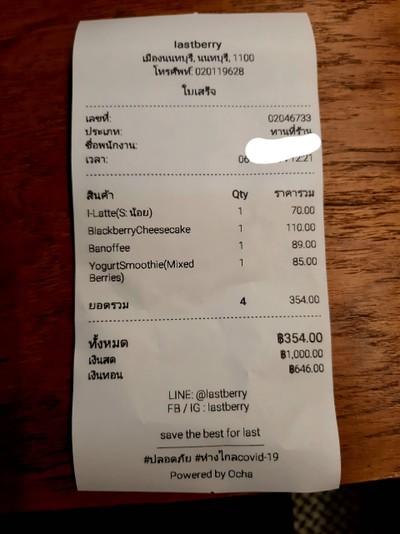 lastberry
เมืองนนทบุรี, นนทบุรี, 1100
โทรศัพท์: 020119628
ใบเสร็จ
เลขที่: 02046733
ประเภท: ทานที่ร้าน
ชื่อพนักงาน:
เวลา: 06 12:21
สินค้า Qty ราคารวม
I-Latte(S: น้อย) 1 70.00
BlackberryCheesecake 1 110.00
Banoffee 1 89.00
YogurtSmoothie(Mixed 1 85.00
Berries)
ยอดรวม 4 354.00
ทั้งหมด ฿354.00
เงินสด ฿1,000.00
เงินทอน ฿646.00
LINE: @lastberry
FB / IG : lastberry
save the best for last
#ปลอดภัย #ห่างไกลcovid-19
Powered by Ocha